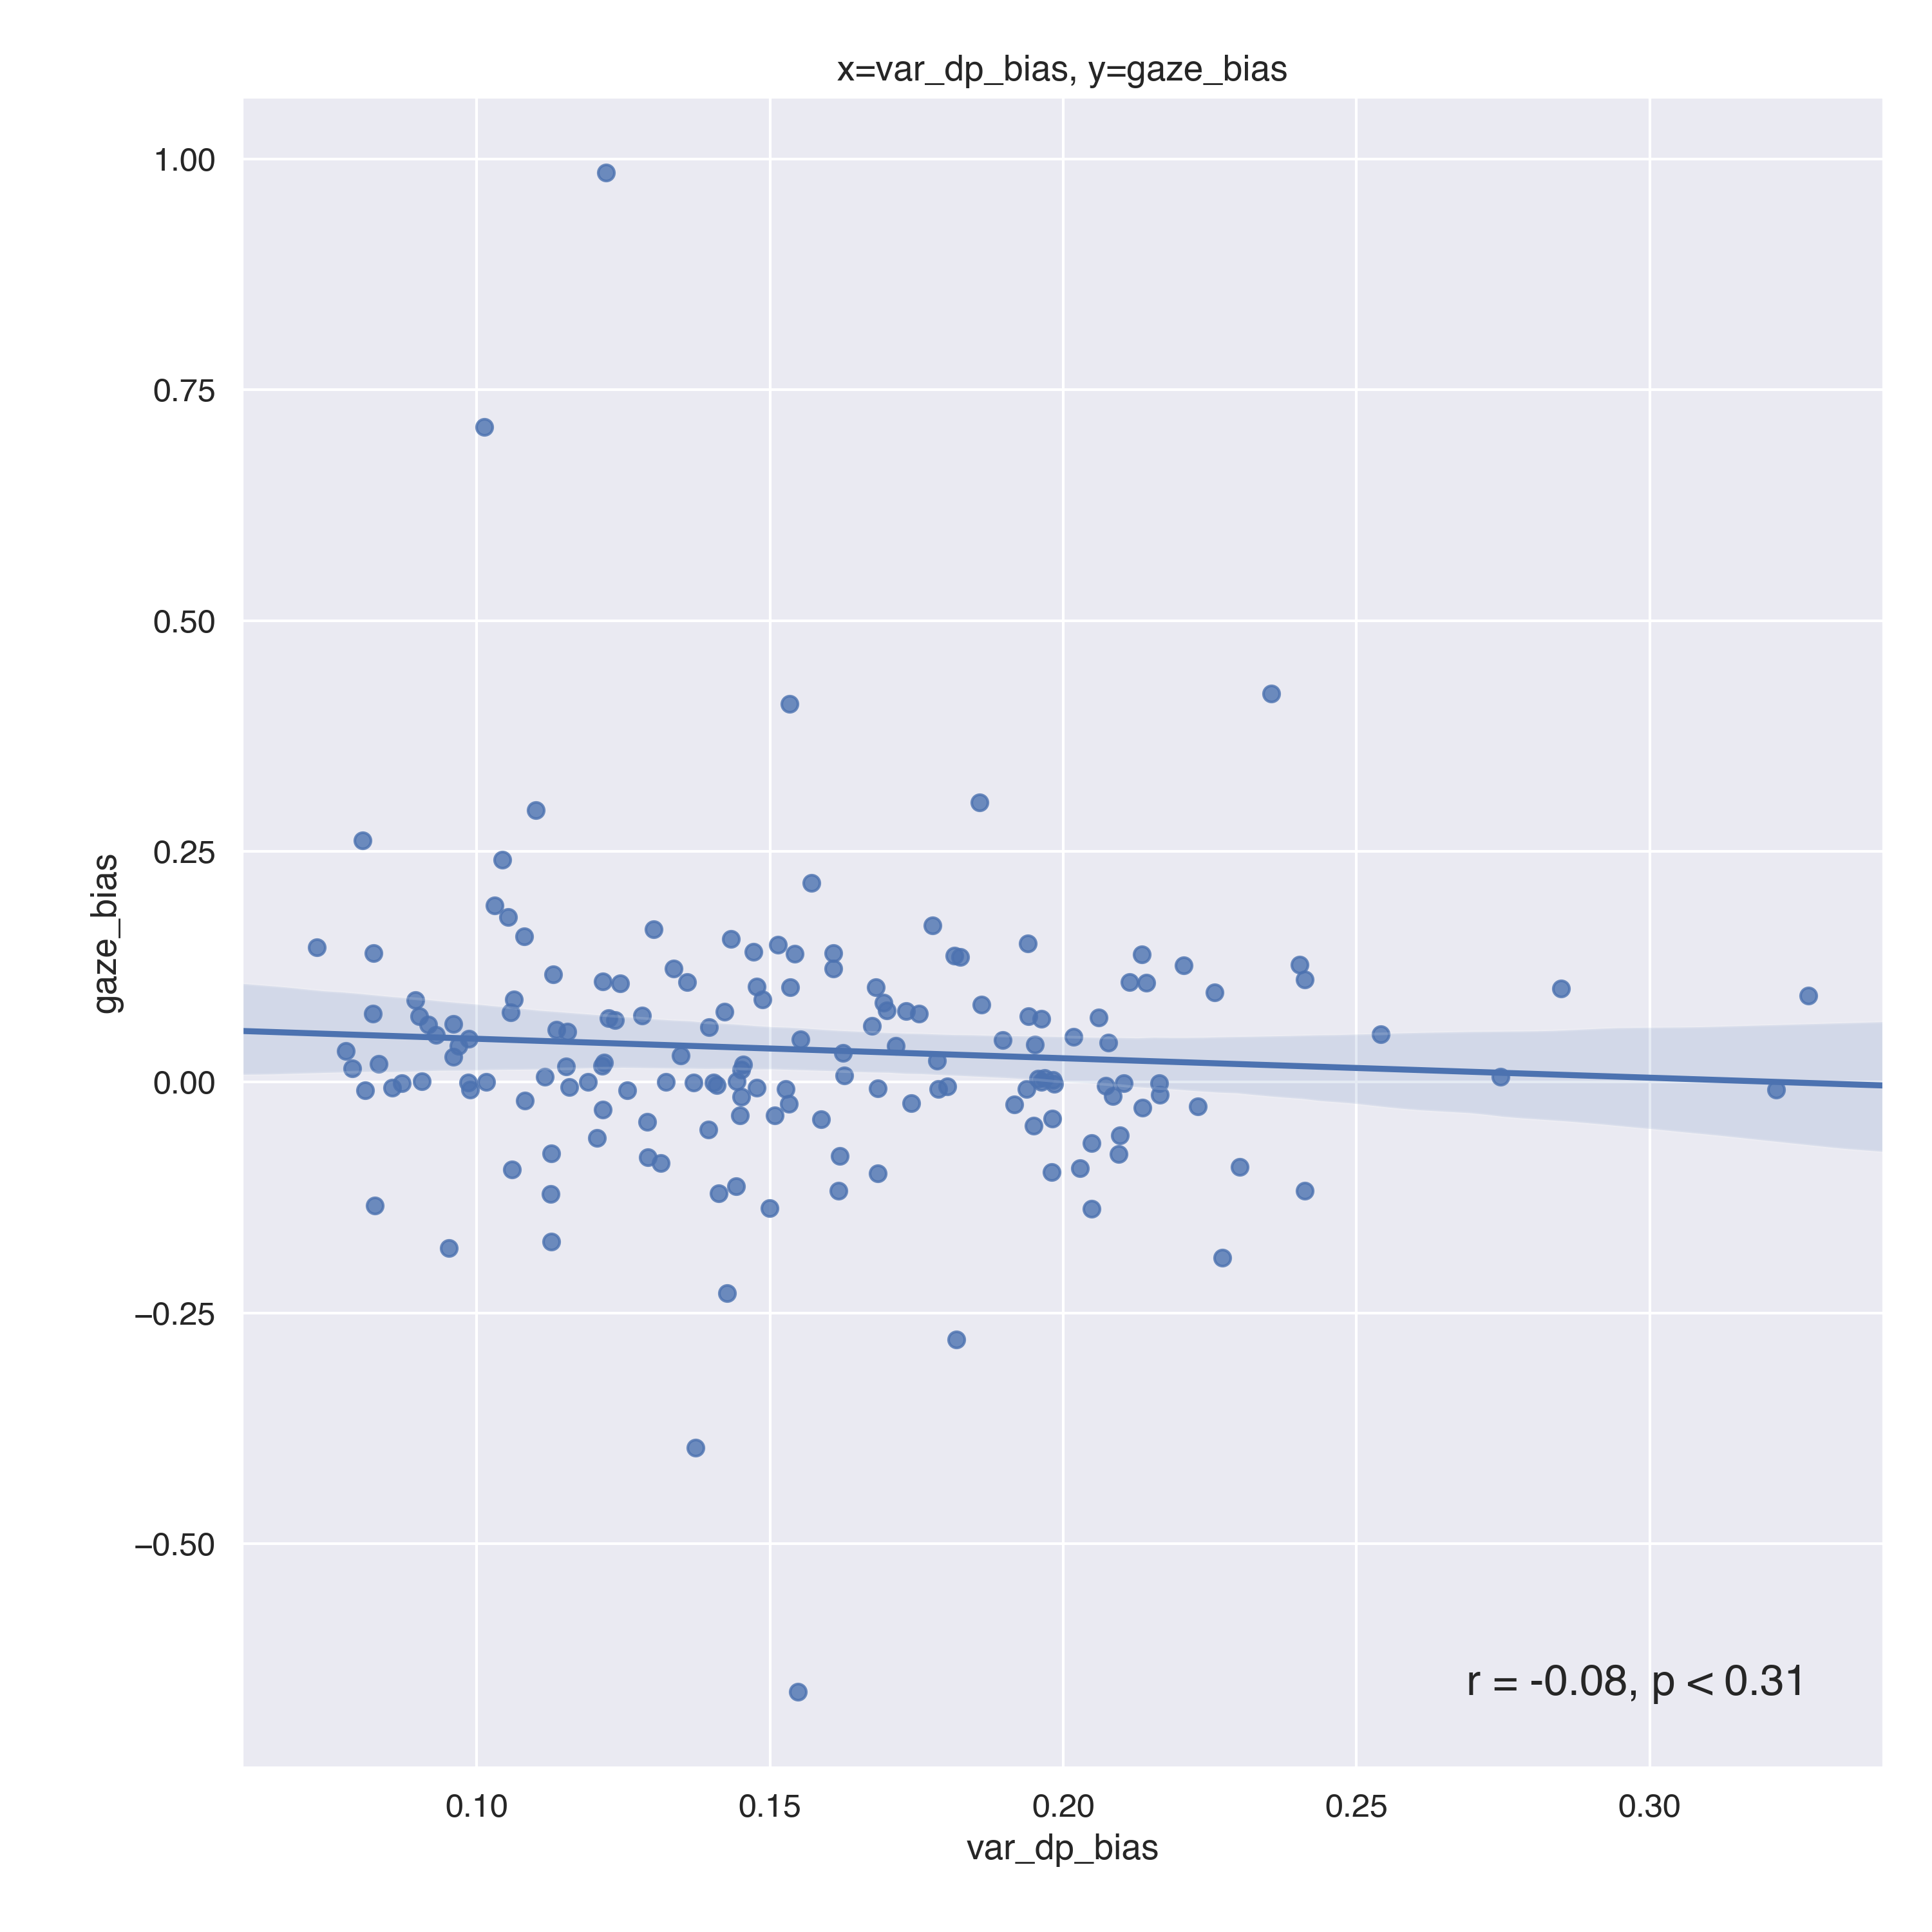 x=var_dp_bias, y=gaze_bias
1.00
0.75
0.50
0.25
0.00
−0.25
−0.50
gaze_bias
r = -0.08, p < 0.31
0.10 0.15 0.20 0.25 0.30
var_dp_bias